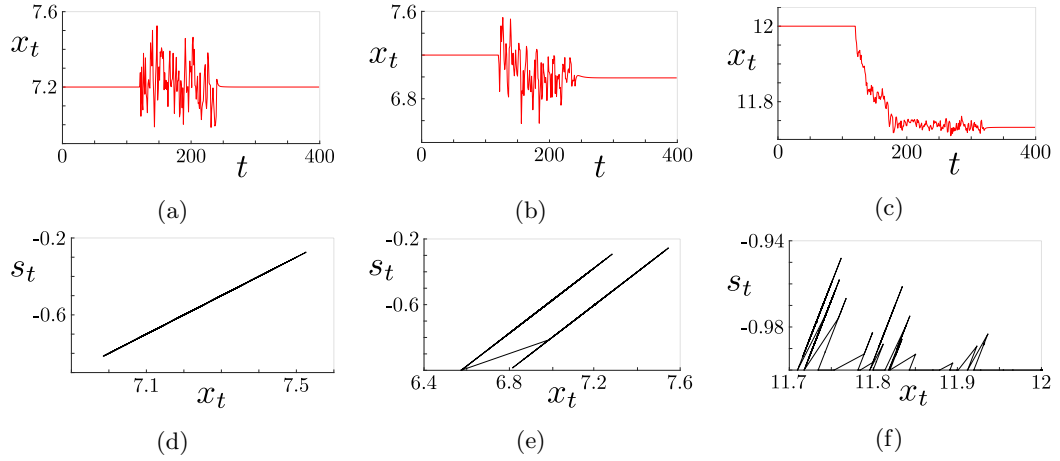 7.6
x_t
7.2
0 200 400
t
(a)
7.6
x_t
6.8
0 200 400
t
(b)
12
x_t
11.8
0 200 400
t
(c)
-0.2
s_t
-0.6
7.1 7.5
x_t
(d)
-0.2
s_t
-0.6
6.4 6.8 7.2 7.6
x_t
(e)
-0.94
s_t
-0.98
11.7 11.8 11.9 12
x_t
(f)